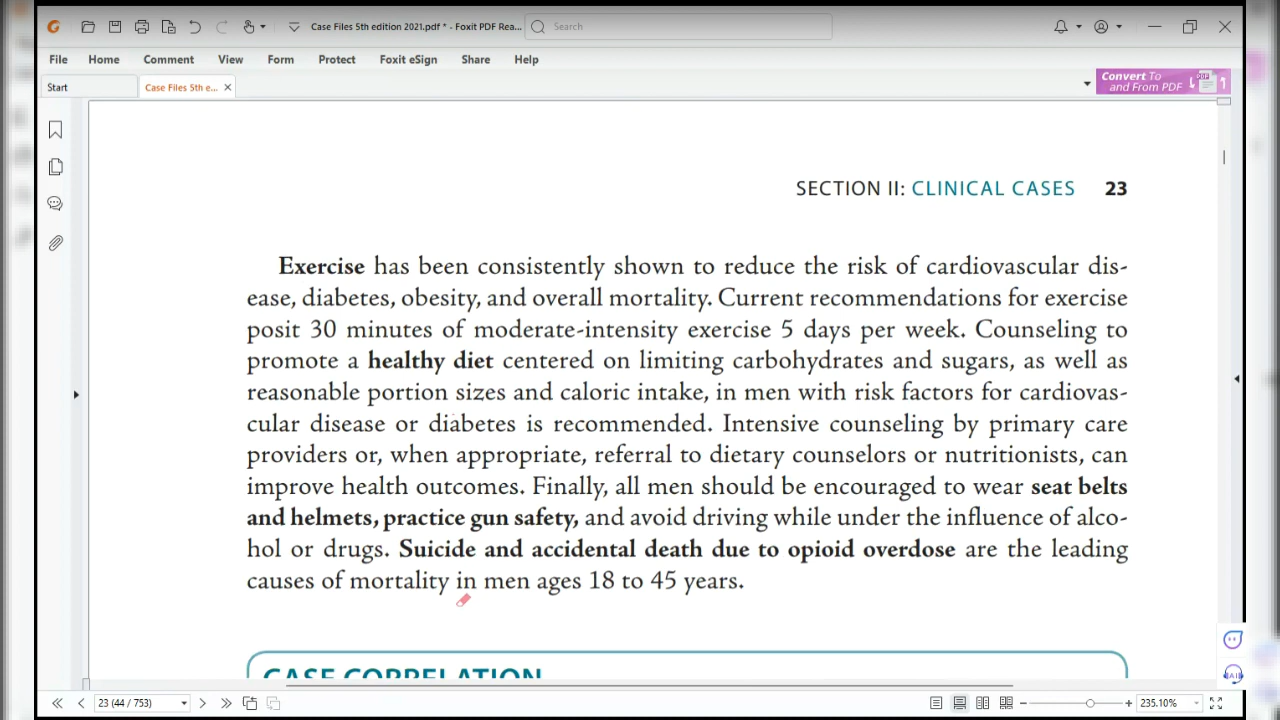 Case Files 5th edition 2021.pdf * - Foxit PDF Rea...
Search
File Home Comment View Form Protect Foxit eSign Share Help
Start
Case Files 5th e...
Convert To
and From PDF
SECTION II: CLINICAL CASES 23
Exercise has been consistently shown to reduce the risk of cardiovascular dis-
ease, diabetes, obesity, and overall mortality. Current recommendations for exercise
posit 30 minutes of moderate-intensity exercise 5 days per week. Counseling to
promote a healthy diet centered on limiting carbohydrates and sugars, as well as
reasonable portion sizes and caloric intake, in men with risk factors for cardiovas-
cular disease or diabetes is recommended. Intensive counseling by primary care
providers or, when appropriate, referral to dietary counselors or nutritionists, can
improve health outcomes. Finally, all men should be encouraged to wear seat belts
and helmets, practice gun safety, and avoid driving while under the influence of alco-
hol or drugs. Suicide and accidental death due to opioid overdose are the leading
causes of mortality in men ages 18 to 45 years.
CASE CORRELATION
23 (44 / 753)
235.10%